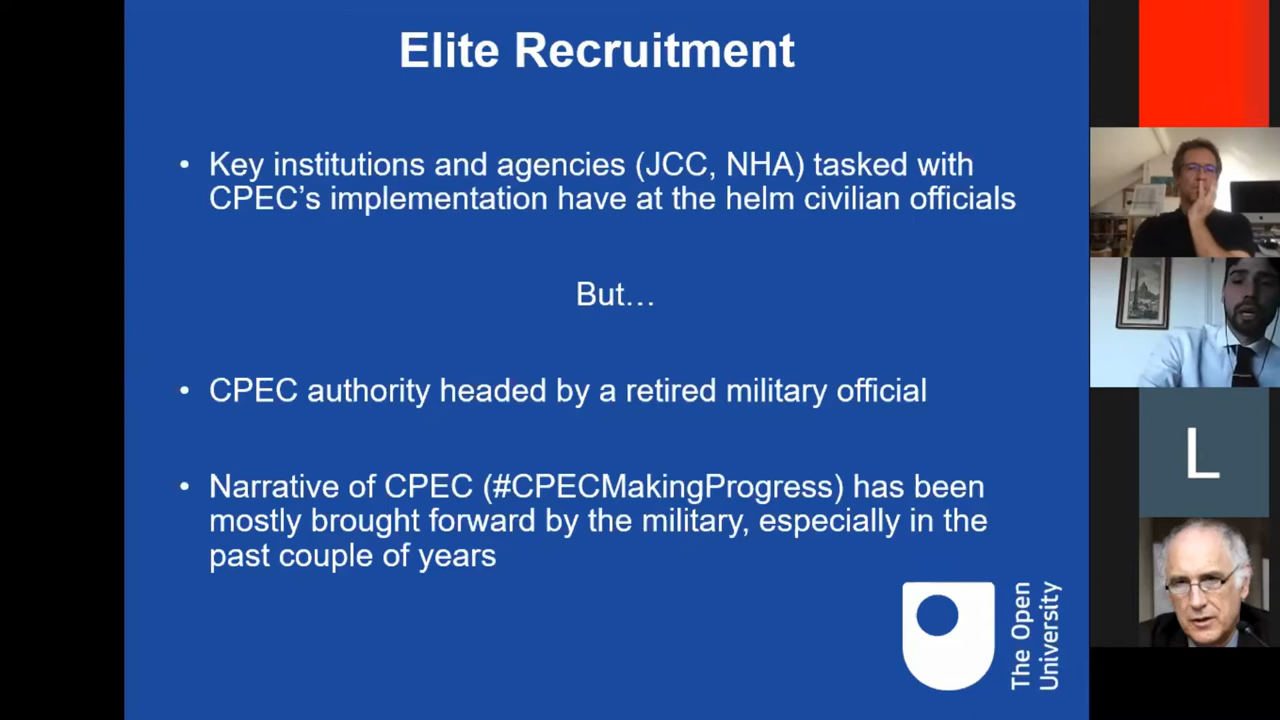 Elite Recruitment
• Key institutions and agencies (JCC, NHA) tasked with
CPEC’s implementation have at the helm civilian officials
But…
• CPEC authority headed by a retired military official
• Narrative of CPEC (#CPECMakingProgress) has been
mostly brought forward by the military, especially in the
past couple of years
The Open
University
L